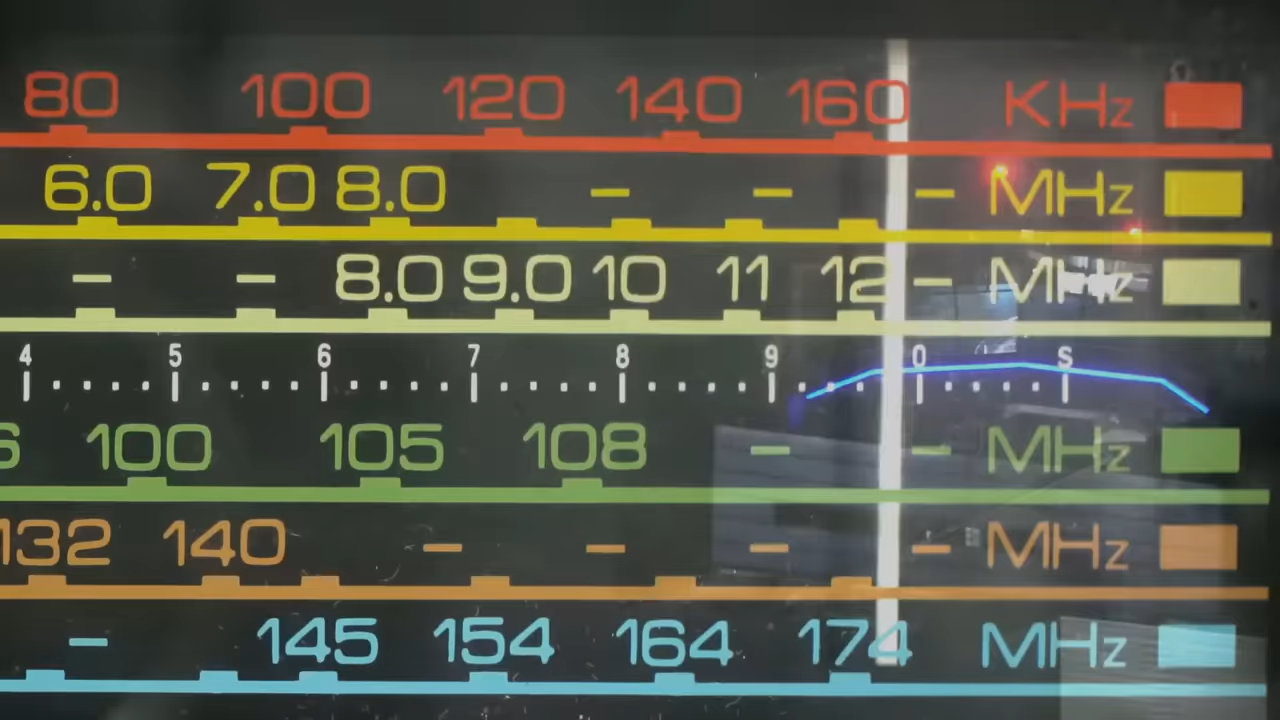 80 100 120 140 160 KHz
6.0 7.0 8.0 – – – MHz
– – 8.0 9.0 10 11 12 – MHz
4 5 6 7 8 9 0 S
100 105 108 – – MHz
132 140 – – – – MHz
– 145 154 164 174 MHz